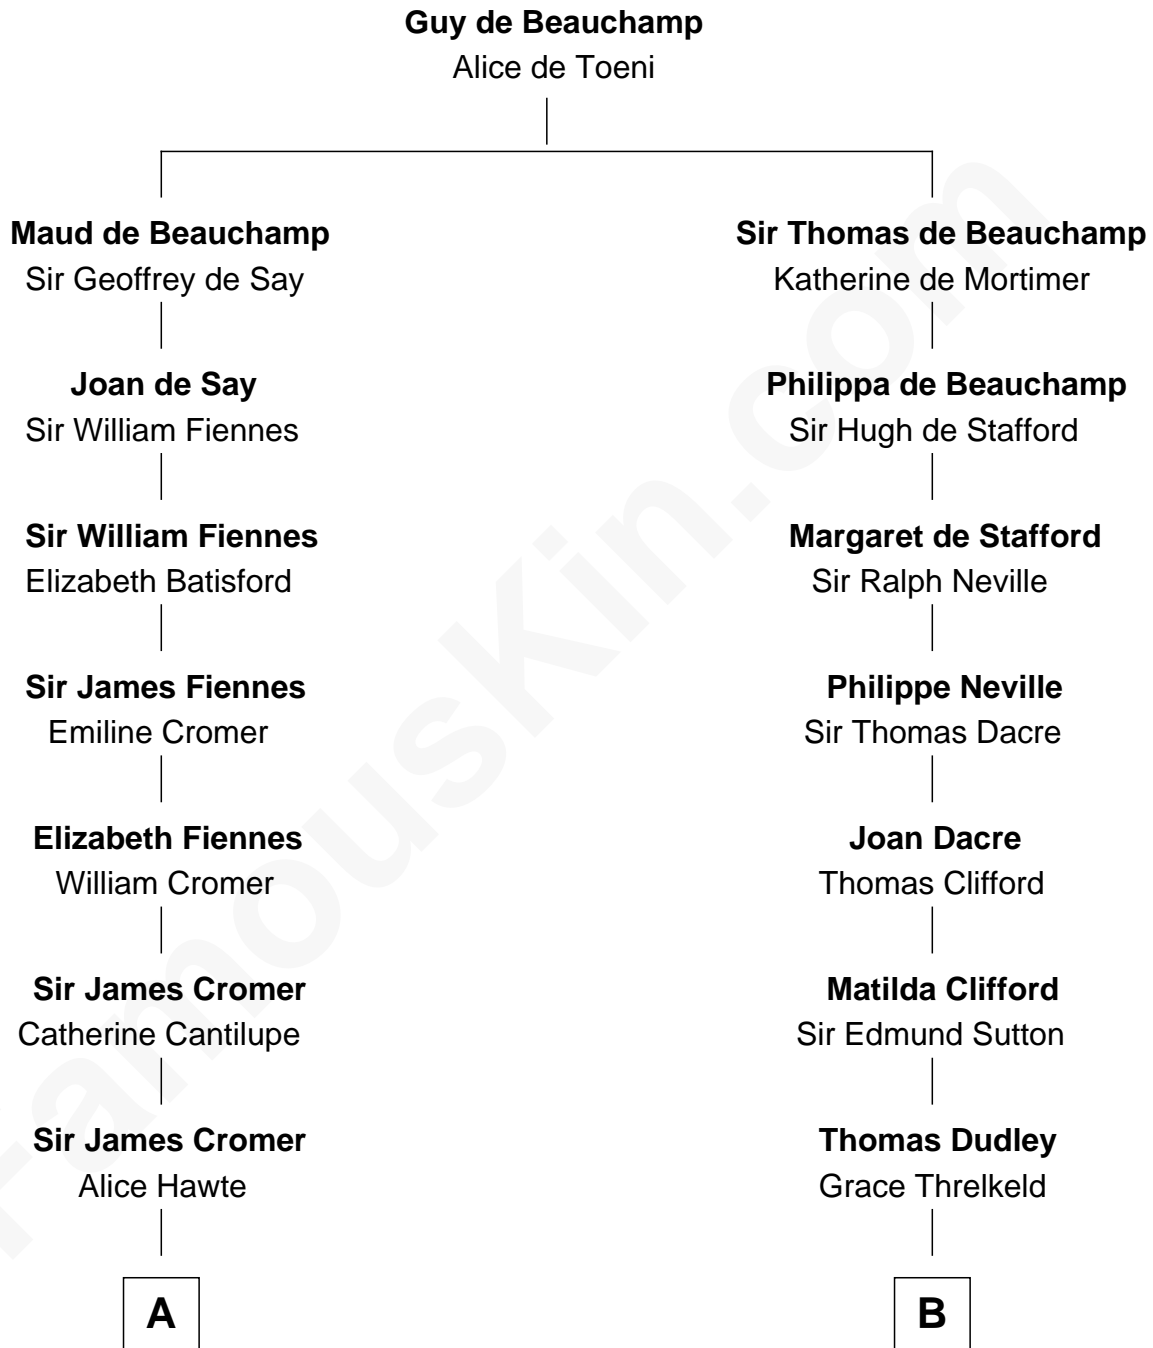 Guy de Beauchamp
Alice de Toeni
Maud de Beauchamp
Sir Geoffrey de Say
Sir Thomas de Beauchamp
Katherine de Mortimer
Joan de Say
Sir William Fiennes
Philippa de Beauchamp
Sir Hugh de Stafford
Sir William Fiennes
Elizabeth Batisford
Margaret de Stafford
Sir Ralph Neville
Sir James Fiennes
Emiline Cromer
Philippe Neville
Sir Thomas Dacre
Elizabeth Fiennes
William Cromer
Joan Dacre
Thomas Clifford
Sir James Cromer
Catherine Cantilupe
Matilda Clifford
Sir Edmund Sutton
Sir James Cromer
Alice Hawte
Thomas Dudley
Grace Threlkeld
A
B
FamousKin.com